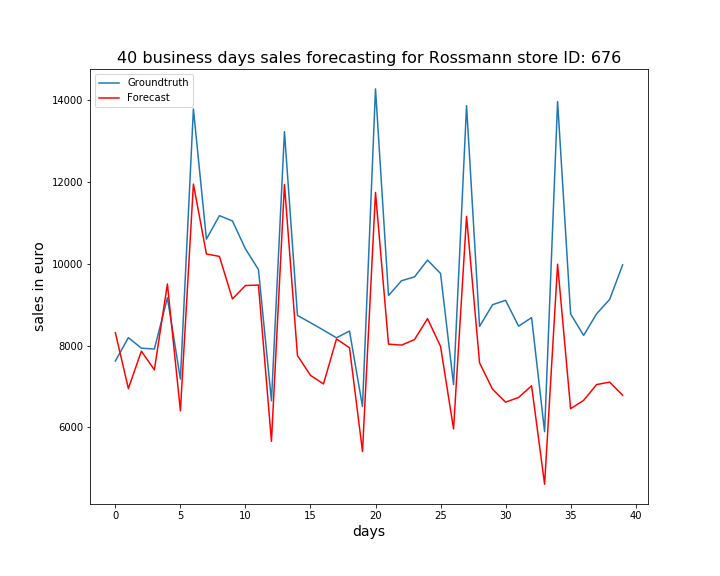 40 business days sales forecasting for Rossmann store ID: 676
Groundtruth
Forecast
14000
12000
10000
8000
6000
sales in euro
0 5 10 15 20 25 30 35 40
days